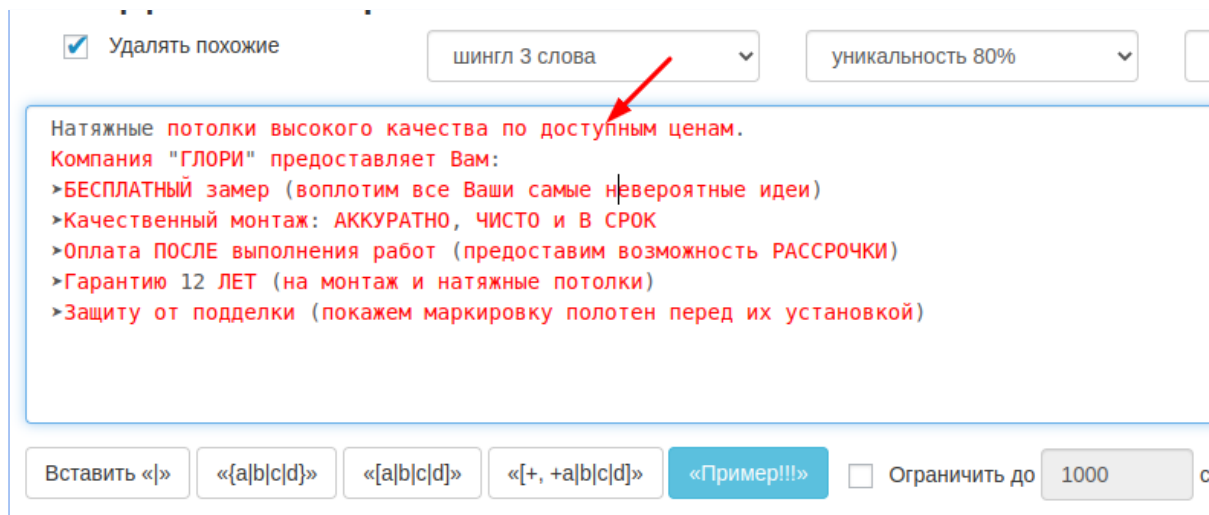 Удалять похожие
шингл 3 слова
уникальность 80%
Натяжные потолки высокого качества по доступным ценам.
Компания "ГЛОРИ" предоставляет Вам:
➤БЕСПЛАТНЫЙ замер (воплотим все Ваши самые невероятные идеи)
➤Качественный монтаж: АККУРАТНО, ЧИСТО и В СРОК
➤Оплата ПОСЛЕ выполнения работ (предоставим возможность РАССРОЧКИ)
➤Гарантию 12 ЛЕТ (на монтаж и натяжные потолки)
➤Защиту от подделки (покажем маркировку полотен перед их установкой)
Вставить «|»
«{a|b|c|d}»
«[a|b|c|d]»
«[+, +a|b|c|d]»
«Пример!!!»
Ограничить до
1000